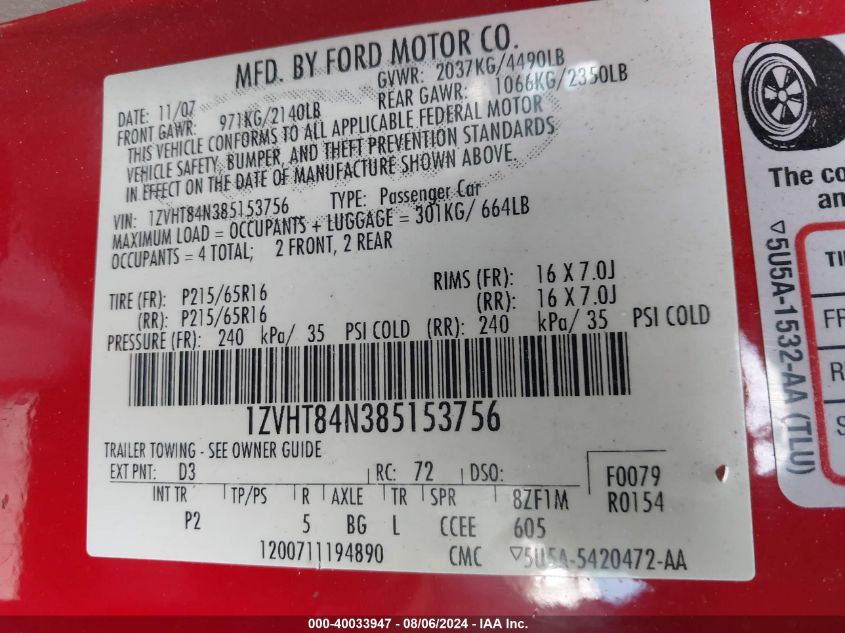 MFD. BY FORD MOTOR CO.
DATE: 11/07 GVWR: 2037KG/4490LB
FRONT GAWR: 971KG/2140LB REAR GAWR: 1066KG/2350LB
THIS VEHICLE CONFORMS TO ALL APPLICABLE FEDERAL MOTOR
VEHICLE SAFETY, BUMPER, AND THEFT PREVENTION STANDARDS
IN EFFECT ON THE DATE OF MANUFACTURE SHOWN ABOVE.
VIN: 1ZVHT84N385153756 TYPE: Passenger Car
MAXIMUM LOAD = OCCUPANTS + LUGGAGE = 301KG/ 664LB
OCCUPANTS = 4 TOTAL; 2 FRONT, 2 REAR
TIRE (FR): P215/65R16 RIMS (FR): 16 X 7.0J
(RR): P215/65R16 (RR): 16 X 7.0J
PRESSURE (FR): 240 kPa/ 35 PSI COLD (RR): 240 kPa/ 35 PSI COLD
1ZVHT84N385153756
TRAILER TOWING - SEE OWNER GUIDE
EXT PNT: D3 RC: 72 DSO: F0079
INT TR TP/PS R AXLE TR SPR 8ZF1M R0154
P2 5 BG L CCEE 605
1200711194890 CMC ▽5U5A-5420472-AA
The co
an
▽5U5A-1532-AA (TLU)
TI
FR
R
S
000-40033947 - 08/06/2024 - IAA Inc.